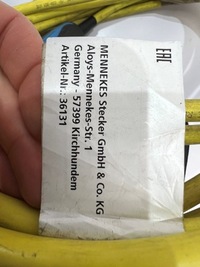 EAC
MENNEKES Stecker GmbH & Co. KG
Aloys-Mennekes-Str. 1
Germany - 57399 Kirchhundem
Artikel-Nr.: 36131